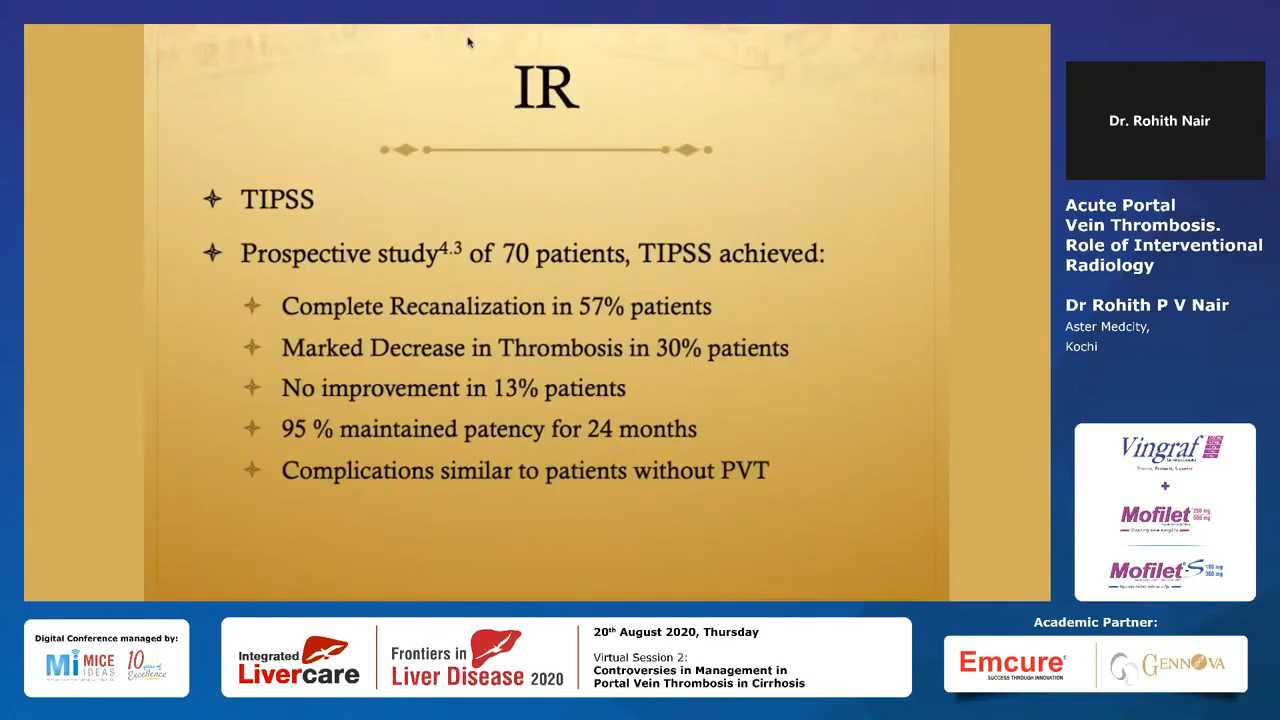 IR
TIPSS
Prospective study4.3 of 70 patients, TIPSS achieved:
Complete Recanalization in 57% patients
Marked Decrease in Thrombosis in 30% patients
No improvement in 13% patients
95 % maintained patency for 24 months
Complications similar to patients without PVT
Dr. Rohith Nair
Acute Portal
Vein Thrombosis.
Role of Interventional
Radiology
Dr Rohith P V Nair
Aster Medcity,
Kochi
Vingraf
+
Mofilet 250 mg
500 mg
Mofilet-S 180 mg
360 mg
Digital Conference managed by:
Mi MICE
IDEAS
10 years of
Excellence
Integrated
Livercare
Frontiers in
Liver Disease 2020
20th August 2020, Thursday
Virtual Session 2:
Controversies in Management in
Portal Vein Thrombosis in Cirrhosis
Academic Partner:
Emcure®
SUCCESS THROUGH INNOVATION
GENNOVA